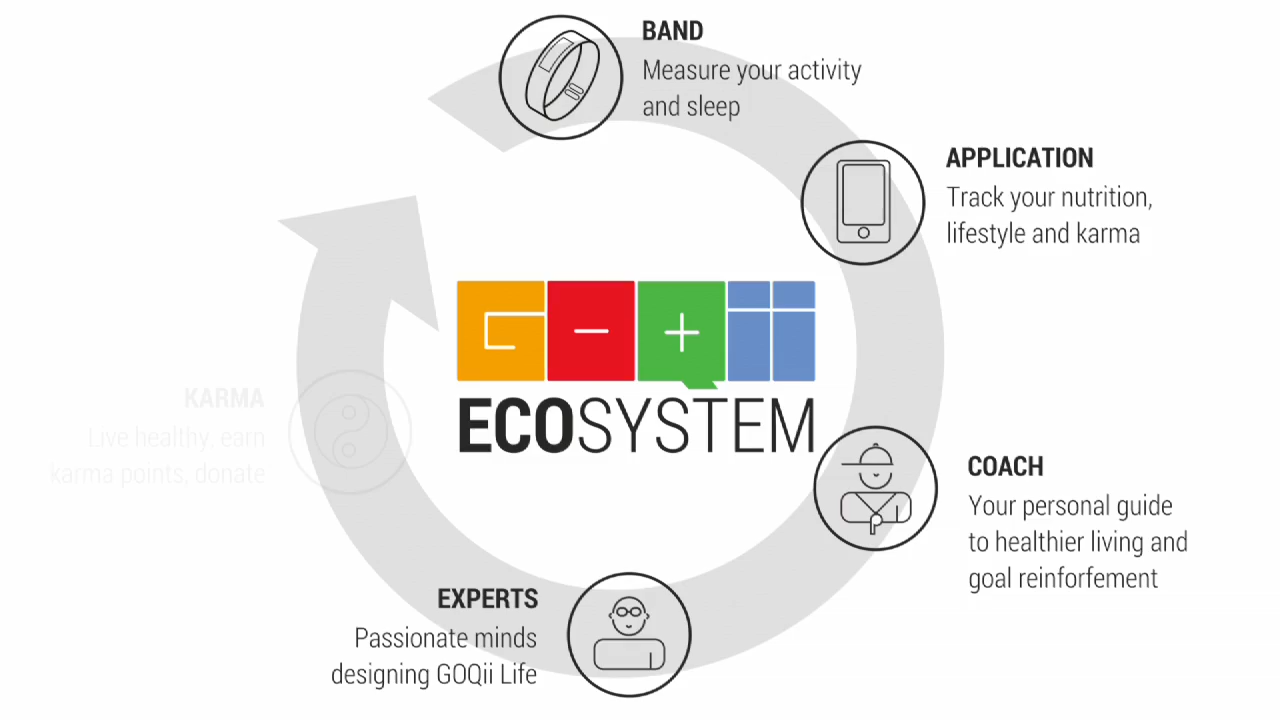 BAND
Measure your activity
and sleep
APPLICATION
Track your nutrition,
lifestyle and karma
GOQii
ECOSYSTEM
KARMA
Live healthy, earn
karma points, donate
COACH
Your personal guide
to healthier living and
goal reinforfement
EXPERTS
Passionate minds
designing GOQii Life